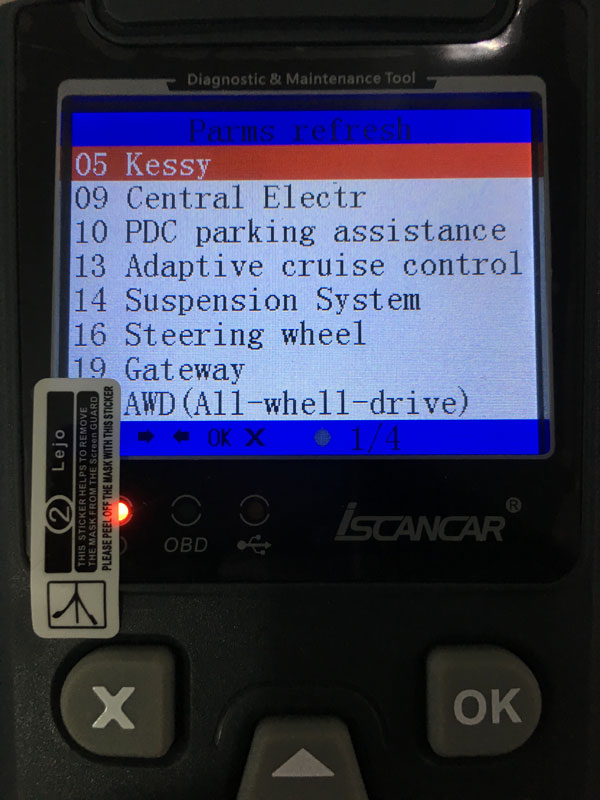 Diagnostic & Maintenance Tool
Parms refresh
05 Kessy
09 Central Electr
10 PDC parking assistance
13 Adaptive cruise control
14 Suspension System
16 Steering wheel
19 Gateway
AWD(All-whell-drive)
OK X 1/4
2 Lejo
THIS STICKER HELPS TO REMOVE
THE MASK FROM THE Screen GUARD
PLEASE PEEL OFF THE MASK WITH THIS STICKER
OBD
iSCANCAR®
X
OK